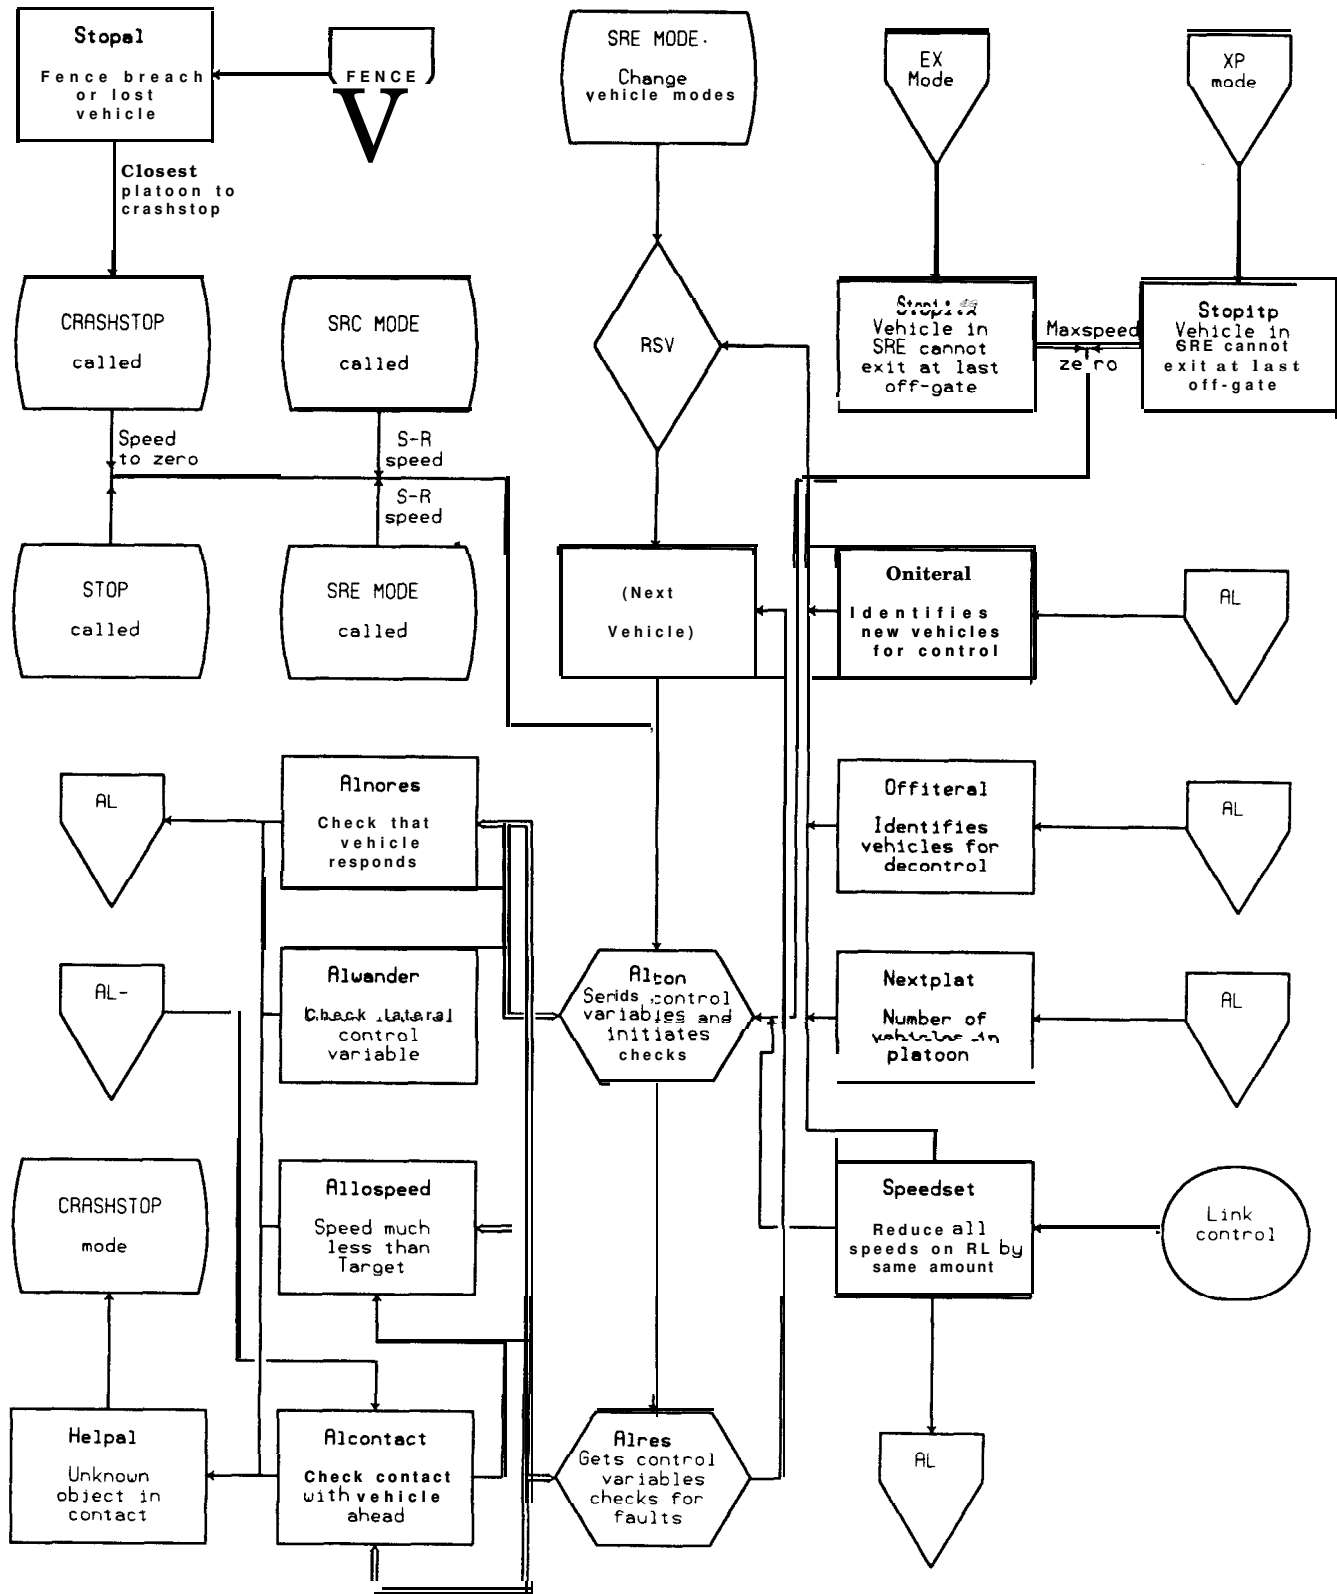 Stopal
Fence breach
or lost
vehicle
FENCE
V
SRE MODE.
Change
vehicle modes
EX
Mode
XP
mode
Closest
platoon to
crashstop
CRASHSTOP
called
SRC MODE
called
RSV
Vehicle in
SRE cannot
exit at last
off-gate
Maxspeed
zero
Stopitp
Vehicle in
SRE cannot
exit at last
off-gate
Speed
to zero
S-R
speed
S-R
speed
STOP
called
SRE MODE
called
(Next
Vehicle)
Oniteral
Identifies
new vehicles
for control
AL
AL
Alnores
Check that
vehicle
responds
Offiteral
Identifies
vehicles for
decontrol
AL
AL-
Alwander
Check lateral
control
variable
Alcon
Sends control
variables and
initiates
checks
Nextplat
Number of
vehicles in
platoon
AL
CRASHSTOP
mode
Allospeed
Speed much
less than
Target
Speedset
Reduce all
speeds on RL by
same amount
Link
control
Helpal
Unknown
object in
contact
Alcontact
Check contact
with vehicle
ahead
Alres
Gets control
variables
checks for
faults
AL